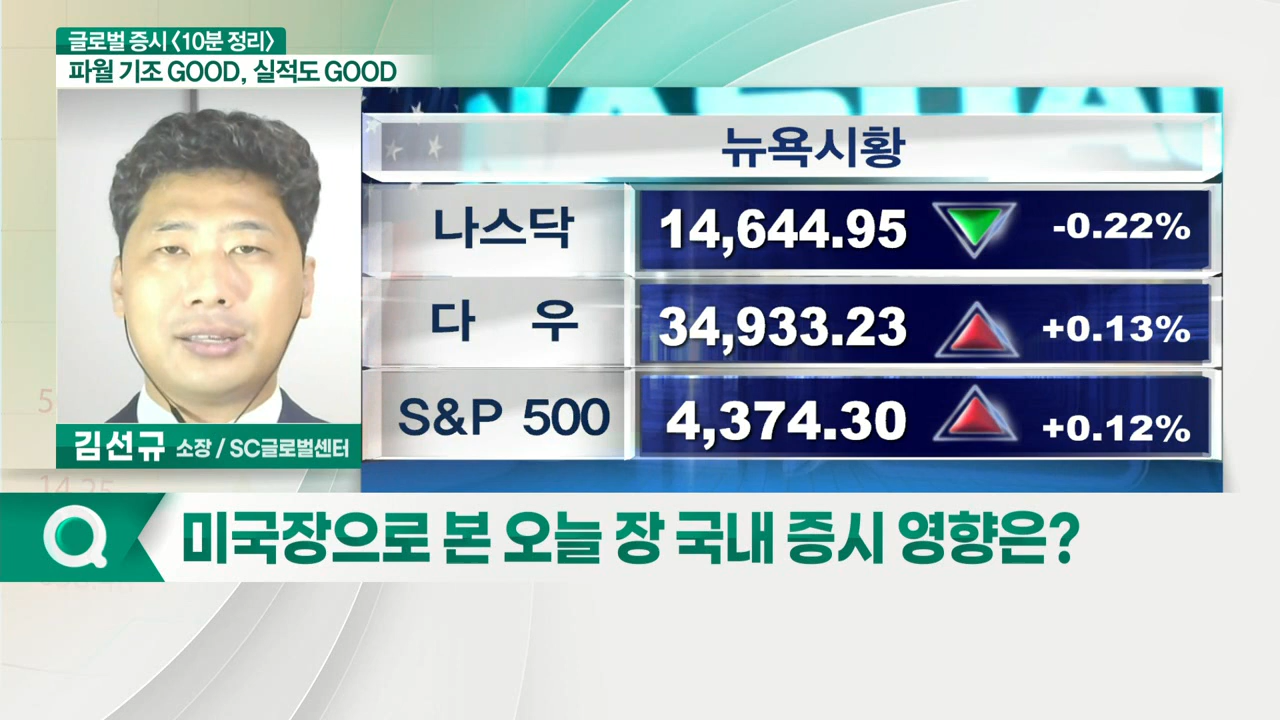 글로벌 증시 <10분 정리>
파월 기조 GOOD, 실적도 GOOD
뉴욕시황
나스닥 14,644.95 -0.22%
다 우 34,933.23 +0.13%
S&P 500 4,374.30 +0.12%
김선규 소장 / SC글로벌센터
Q 미국장으로 본 오늘 장 국내 증시 영향은?